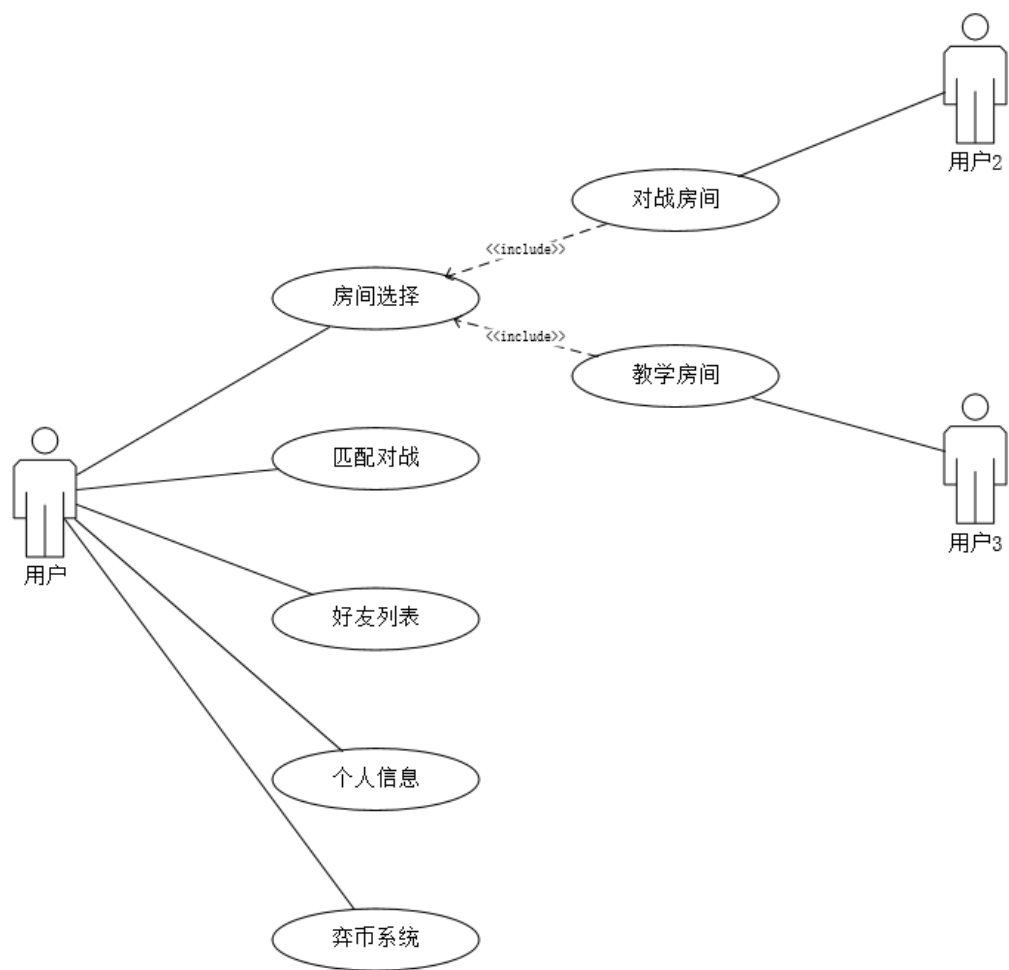 用户2
对战房间
<<include>>
房间选择
<<include>>
教学房间
匹配对战
用户3
用户
好友列表
个人信息
弈币系统